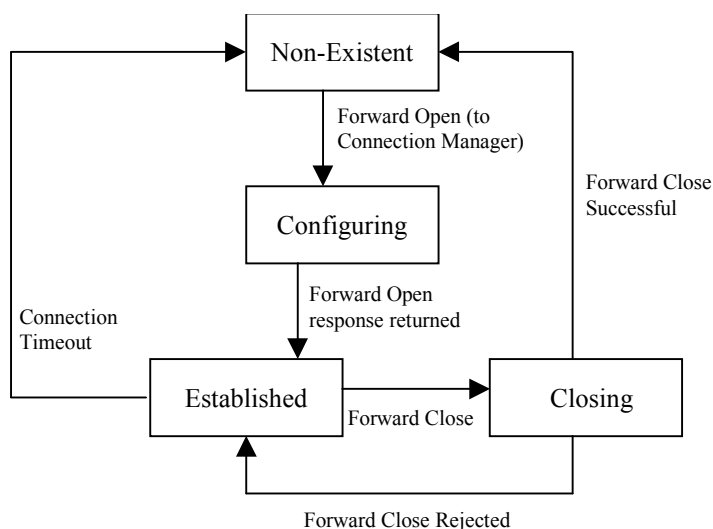 Non-Existent
Forward Open (to
Connection Manager)
Forward Close
Successful
Configuring
Forward Open
response returned
Connection
Timeout
Established
Forward Close
Closing
Forward Close Rejected